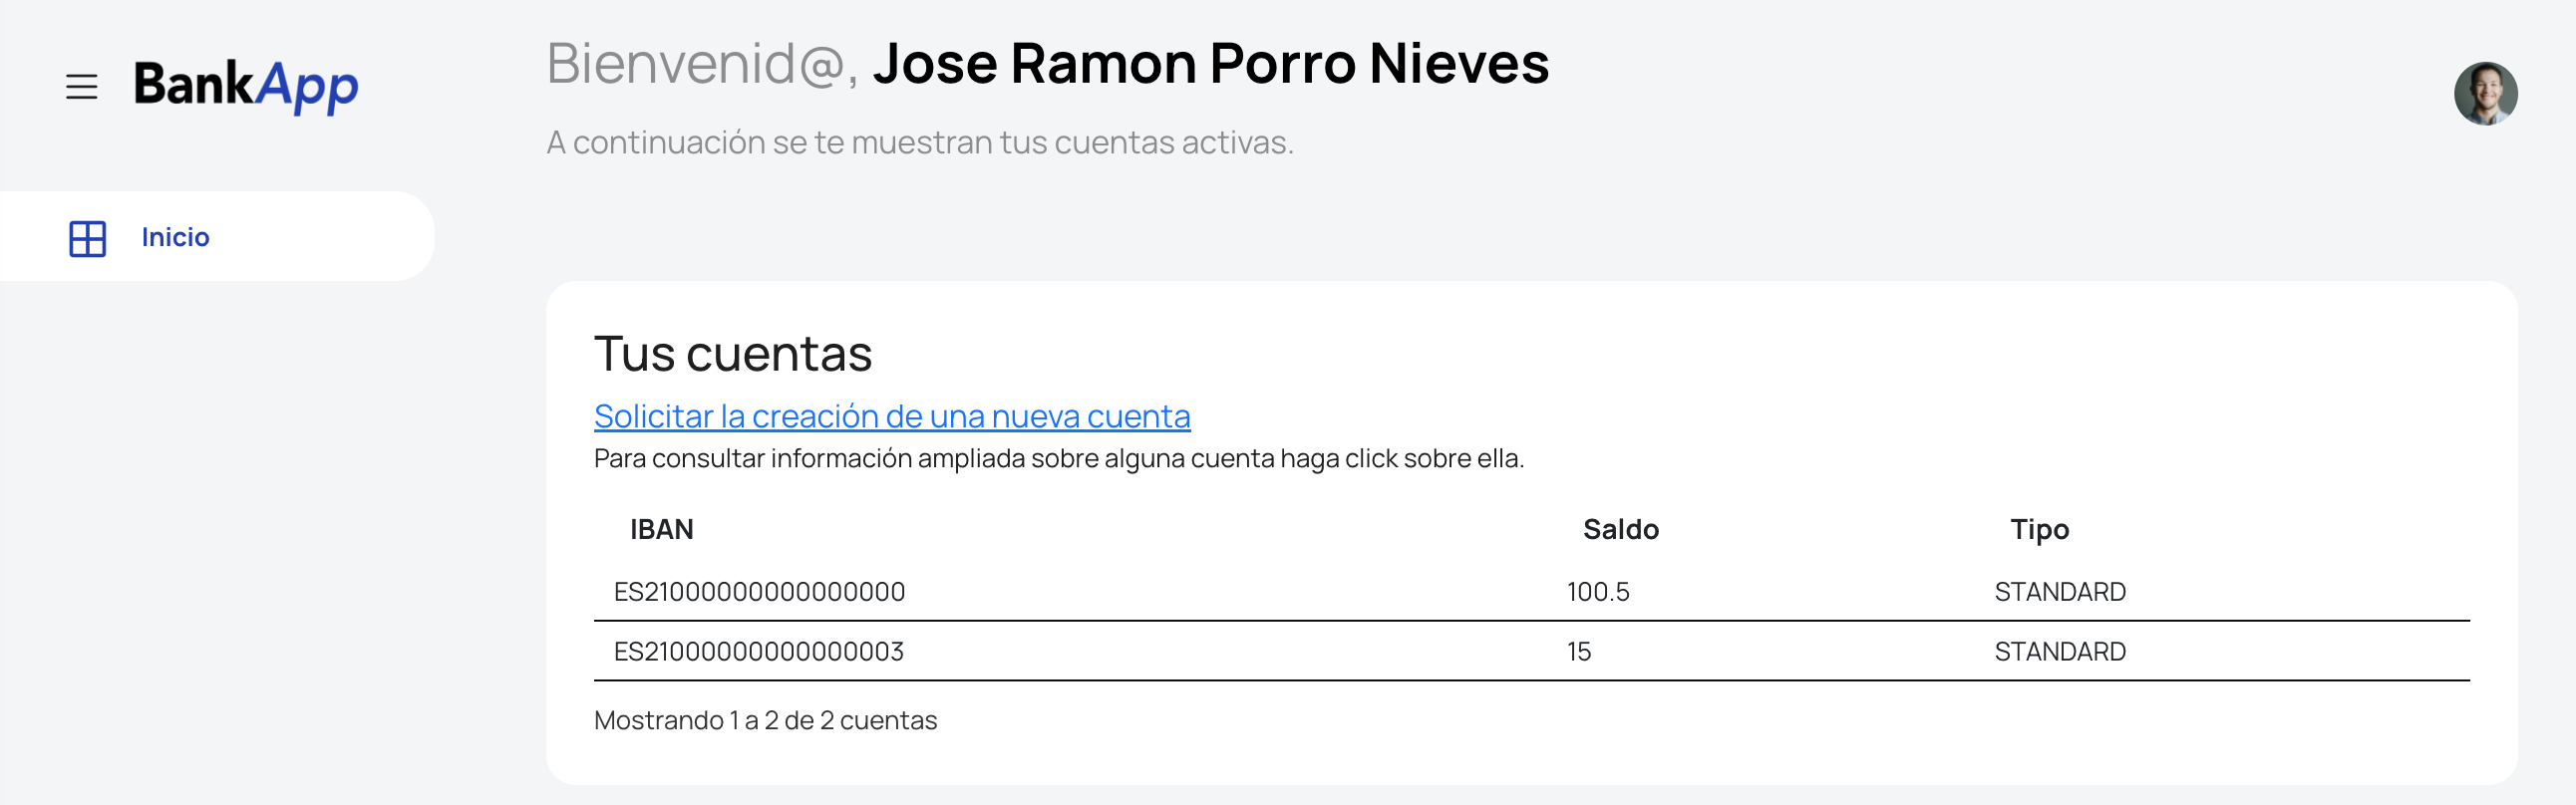 BankApp
Bienvenid@, Jose Ramon Porro Nieves
A continuación se te muestran tus cuentas activas.
Inicio
Tus cuentas
Solicitar la creación de una nueva cuenta
Para consultar información ampliada sobre alguna cuenta haga click sobre ella.
IBAN Saldo Tipo
ES21000000000000000 100.5 STANDARD
ES21000000000000003 15 STANDARD
Mostrando 1 a 2 de 2 cuentas